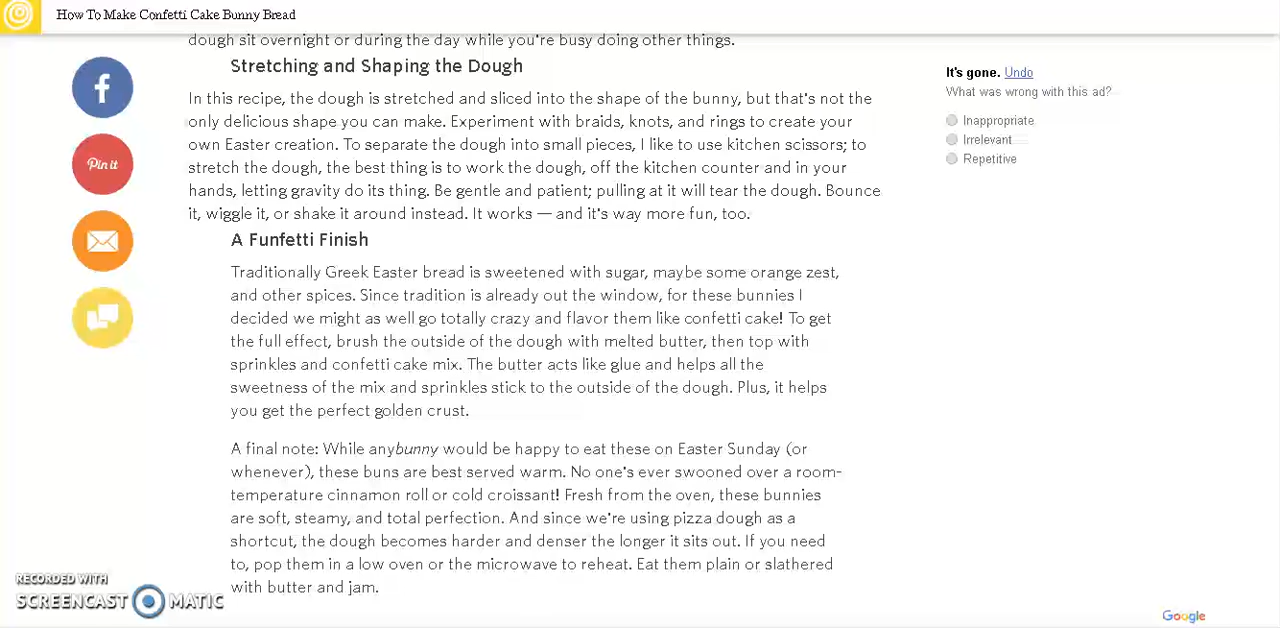 How To Make Confetti Cake Bunny Bread
dough sit overnight or during the day while you're busy doing other things.
Stretching and Shaping the Dough
In this recipe, the dough is stretched and sliced into the shape of the bunny, but that's not the
only delicious shape you can make. Experiment with braids, knots, and rings to create your
own Easter creation. To separate the dough into small pieces, I like to use kitchen scissors; to
stretch the dough, the best thing is to work the dough, off the kitchen counter and in your
hands, letting gravity do its thing. Be gentle and patient; pulling at it will tear the dough. Bounce
it, wiggle it, or shake it around instead. It works — and it's way more fun, too.
A Funfetti Finish
Traditionally Greek Easter bread is sweetened with sugar, maybe some orange zest,
and other spices. Since tradition is already out the window, for these bunnies I
decided we might as well go totally crazy and flavor them like confetti cake! To get
the full effect, brush the outside of the dough with melted butter, then top with
sprinkles and confetti cake mix. The butter acts like glue and helps all the
sweetness of the mix and sprinkles stick to the outside of the dough. Plus, it helps
you get the perfect golden crust.
A final note: While anybunny would be happy to eat these on Easter Sunday (or
whenever), these buns are best served warm. No one's ever swooned over a room-
temperature cinnamon roll or cold croissant! Fresh from the oven, these bunnies
are soft, steamy, and total perfection. And since we're using pizza dough as a
shortcut, the dough becomes harder and denser the longer it sits out. If you need
to, pop them in a low oven or the microwave to reheat. Eat them plain or slathered
with butter and jam.
It's gone. Undo
What was wrong with this ad?
Inappropriate
Irrelevant
Repetitive
f
Pin it
RECORDED WITH
SCREENCAST MATIC
Google